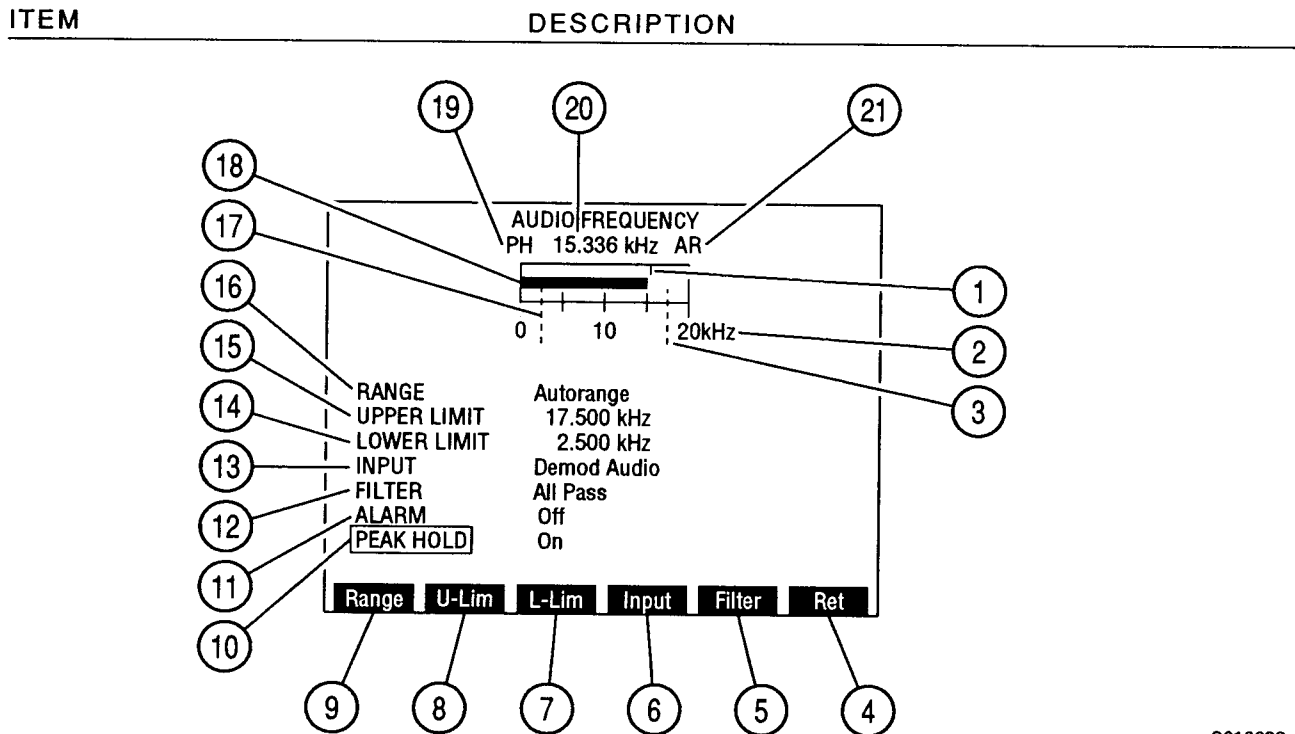 ITEM DESCRIPTION
19 20 21
18
17
16
15
14
13
12
11
10
AUDIO FREQUENCY
PH 15.336 kHz AR
0 10 20kHz
1
2
3
RANGE Autorange
UPPER LIMIT 17.500 kHz
LOWER LIMIT 2.500 kHz
INPUT Demod Audio
FILTER All Pass
ALARM Off
PEAK HOLD On
Range U-Lim L-Lim Input Filter Ret
9 8 7 6 5 4